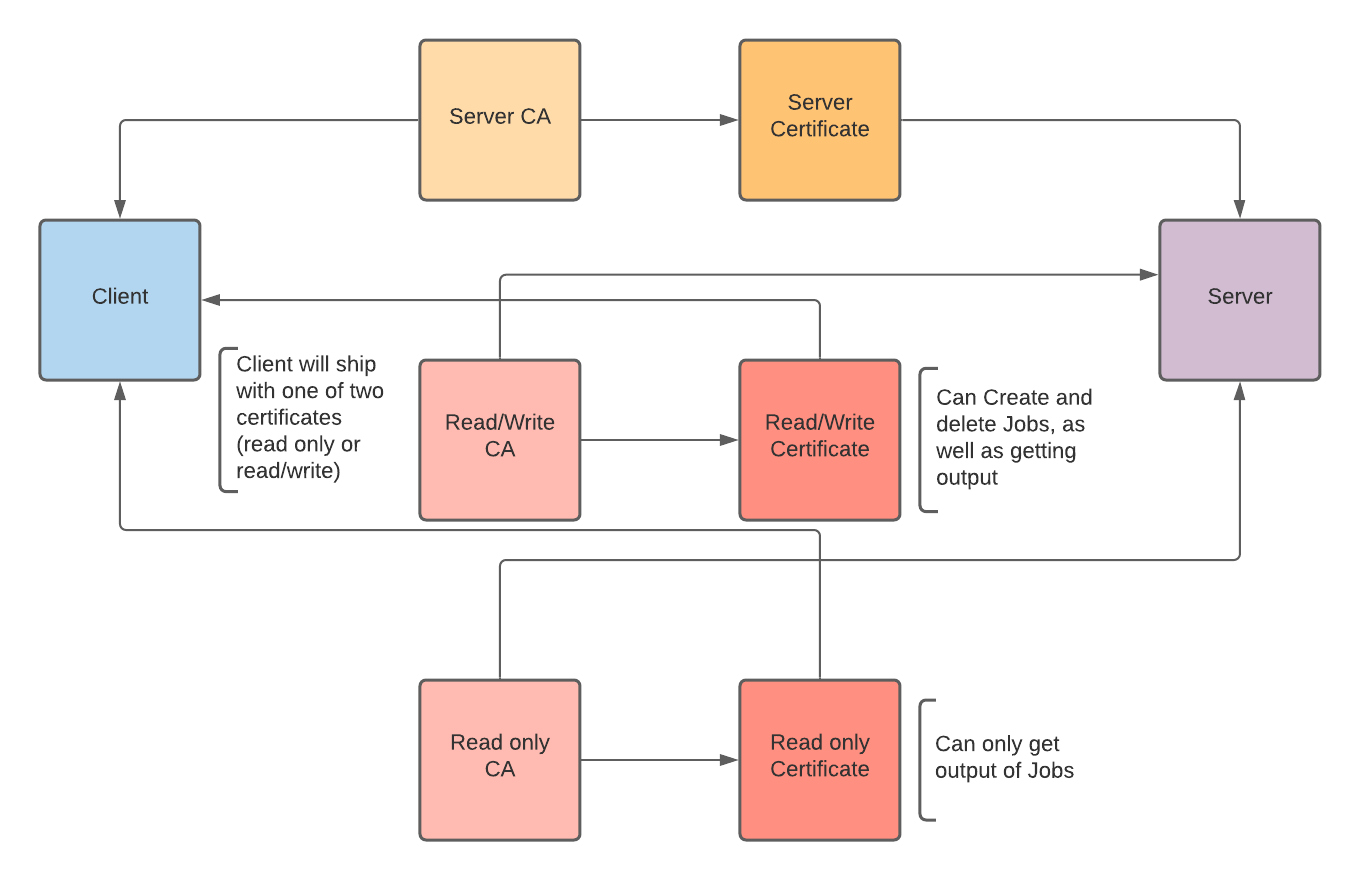 Server CA
Server
Certificate
Client
Server
Client will ship
with one of two
certificates
(read only or
read/write)
Read/Write
CA
Read/Write
Certificate
Can Create and
delete Jobs, as
well as getting
output
Read only
CA
Read only
Certificate
Can only get
output of Jobs